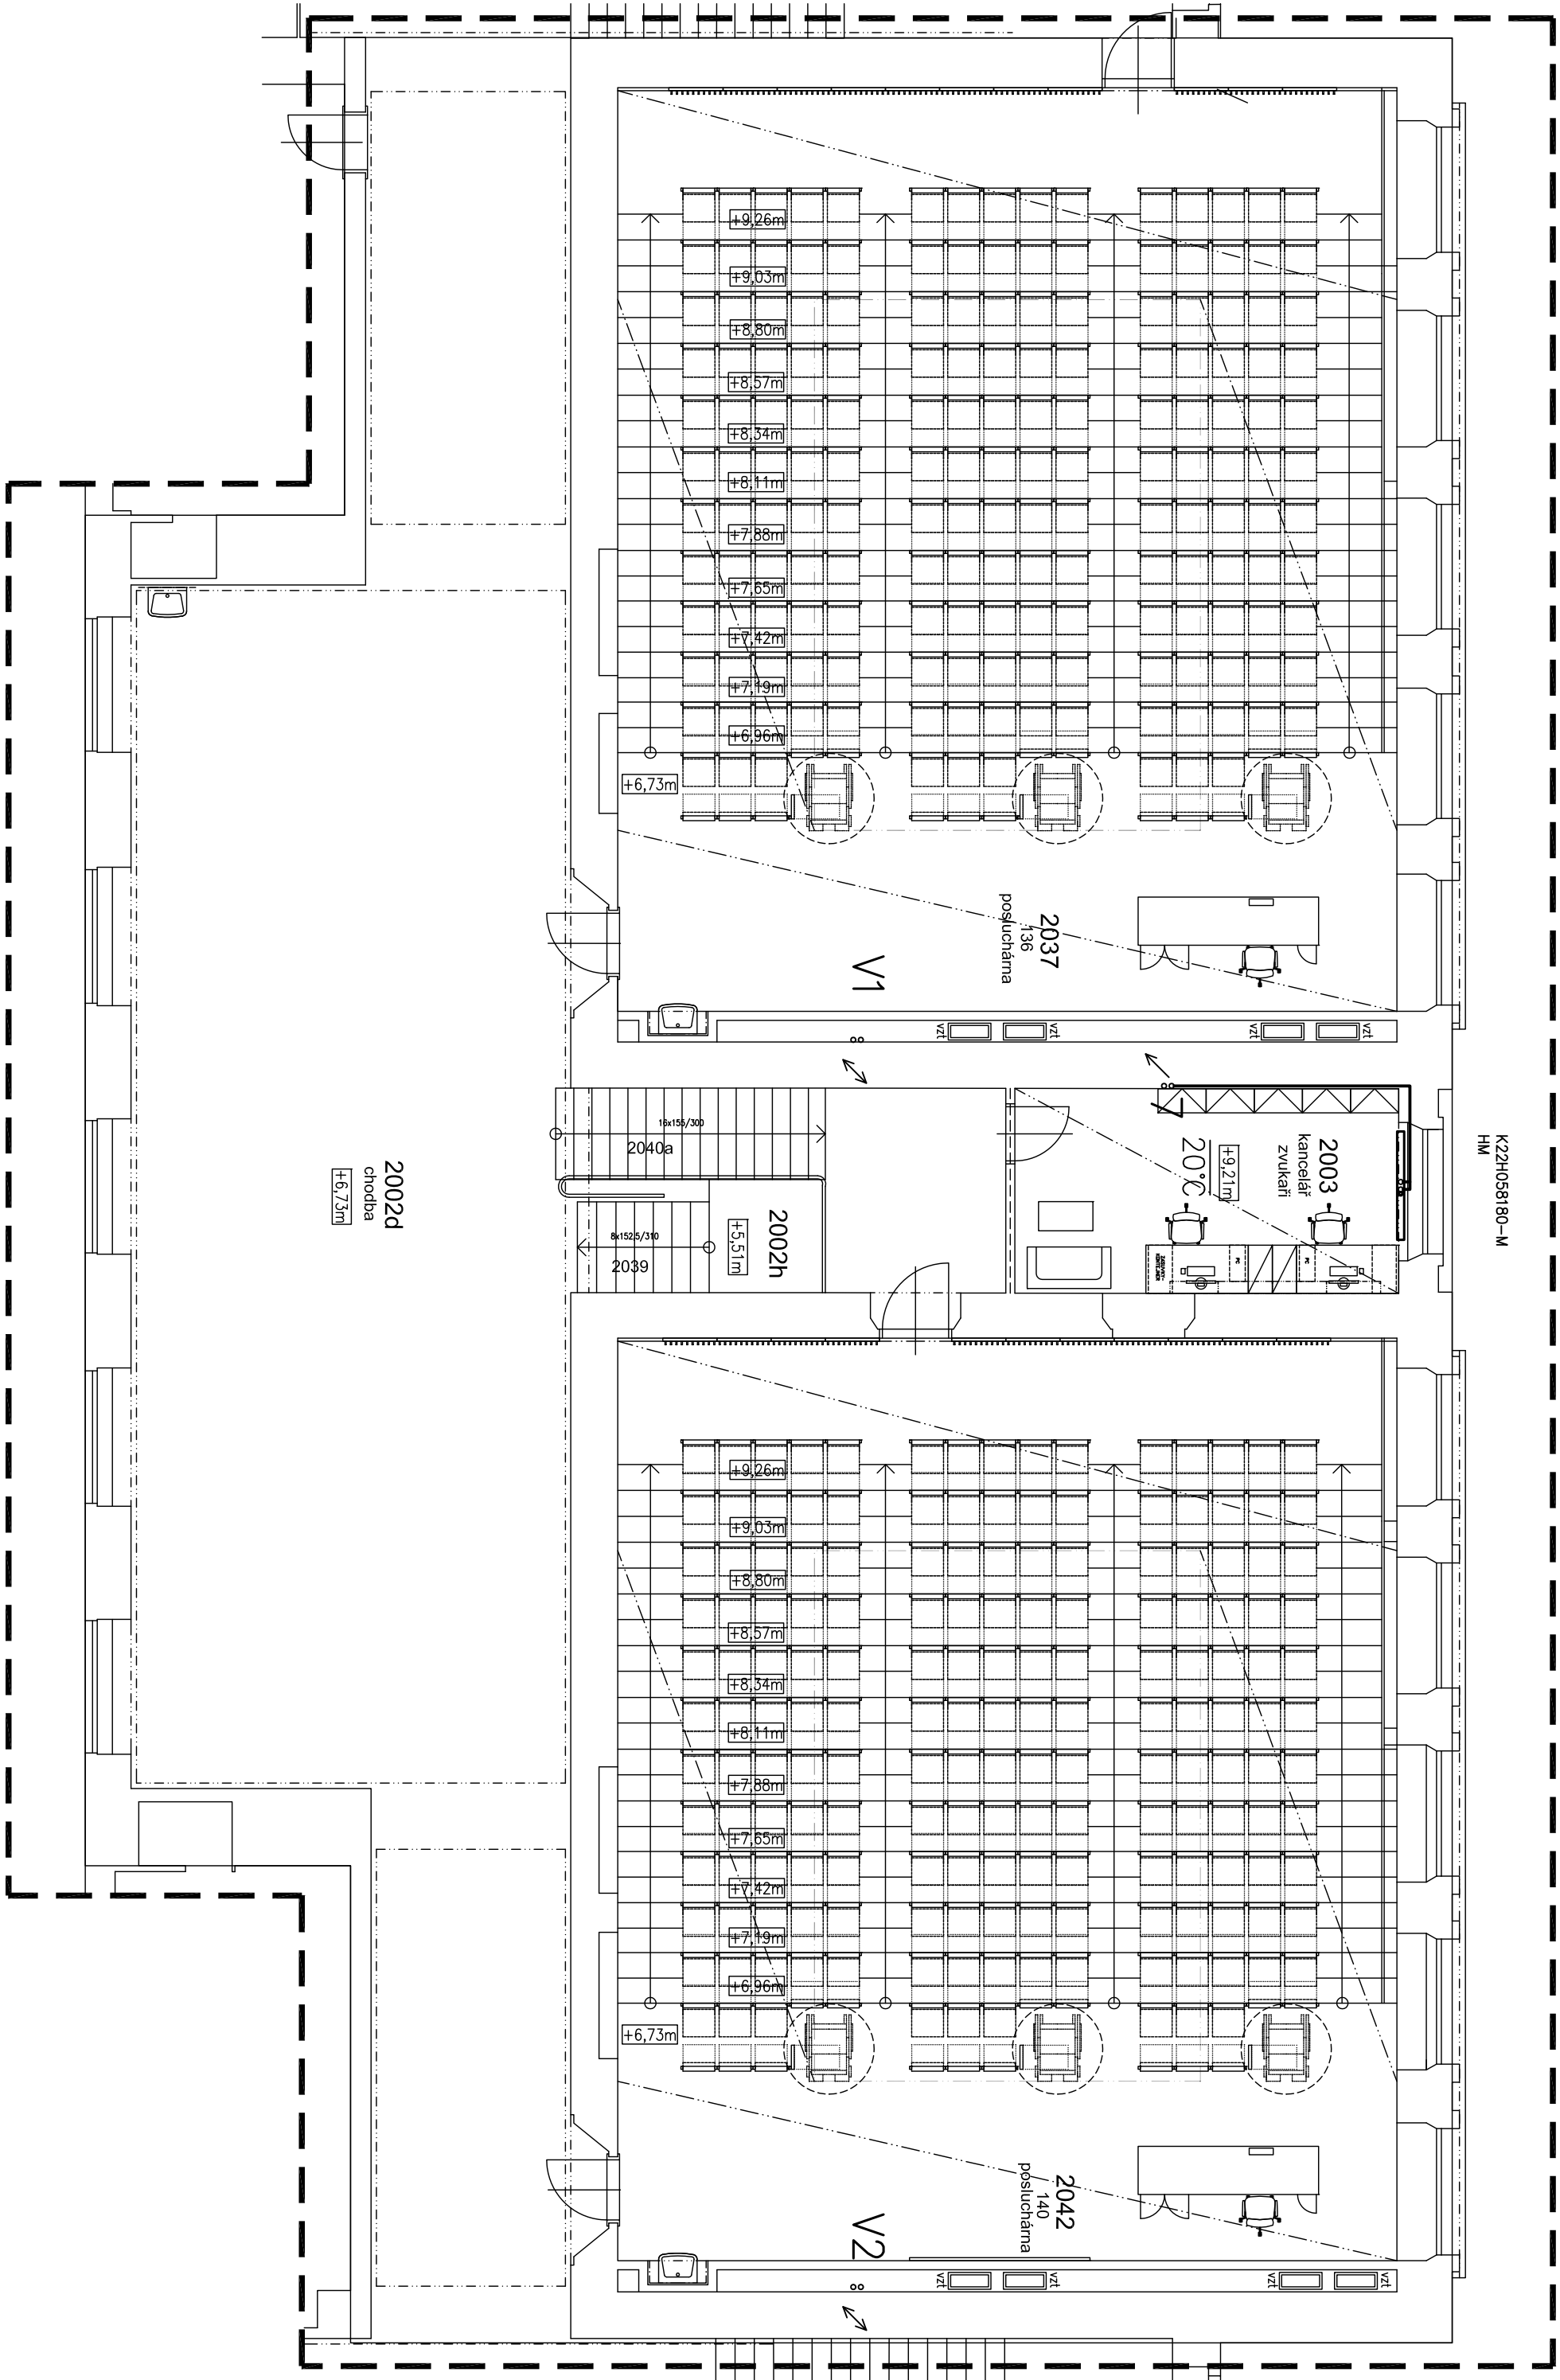 +9,26m
+9,03m
+8,80m
+8,57m
+8,34m
+8,11m
+7,88m
+7,65m
+7,42m
+7,19m
+6,96m
+6,73m
2037
136
posluchárna
V1
vzt
vzt
vzt
vzt
16x155/300
2040a
8x152,5/310
2039
2002h
+5,51m
2003
kancelář
zvukaři
+9,21m
20°C
PC
PC
K22H058180-M
HM
2002d
chodba
+6,73m
+9,26m
+9,03m
+8,80m
+8,57m
+8,34m
+8,11m
+7,88m
+7,65m
+7,42m
+7,19m
+6,96m
+6,73m
2042
140
posluchárna
V2
vzt
vzt
vzt
vzt